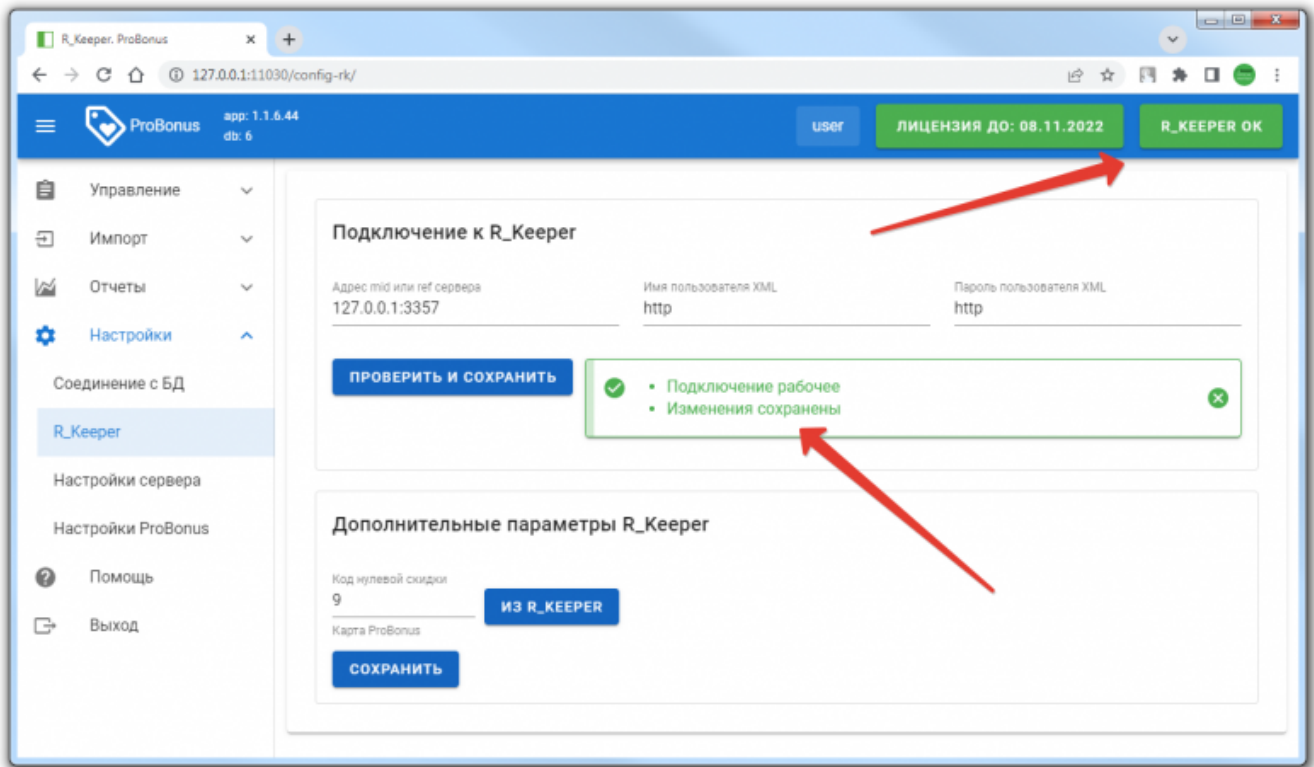 R_Keeper. ProBonus
127.0.0.1:11030/config-rk/
ProBonus
app: 1.1.6.44
db: 6
user
ЛИЦЕНЗИЯ ДО: 08.11.2022
R_KEEPER OK
Управление
Импорт
Отчеты
Настройки
Соединение с БД
R_Keeper
Настройки сервера
Настройки ProBonus
Помощь
Выход
Подключение к R_Keeper
Адрес mid или ref сервера
127.0.0.1:3357
Имя пользователя XML
http
Пароль пользователя XML
http
ПРОВЕРИТЬ И СОХРАНИТЬ
• Подключение рабочее
• Изменения сохранены
Дополнительные параметры R_Keeper
Код нулевой скидки
9
ИЗ R_KEEPER
Карта ProBonus
СОХРАНИТЬ